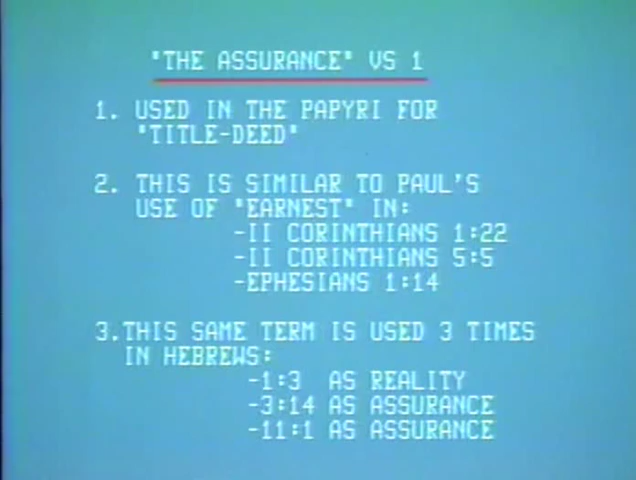 "THE ASSURANCE" VS 1
1. USED IN THE PAPYRI FOR
"TITLE-DEED"
2. THIS IS SIMILAR TO PAUL'S
USE OF "EARNEST" IN:
-II CORINTHIANS 1:22
-II CORINTHIANS 5:5
-EPHESIANS 1:14
3.THIS SAME TERM IS USED 3 TIMES
IN HEBREWS:
-1:3 AS REALITY
-3:14 AS ASSURANCE
-11:1 AS ASSURANCE